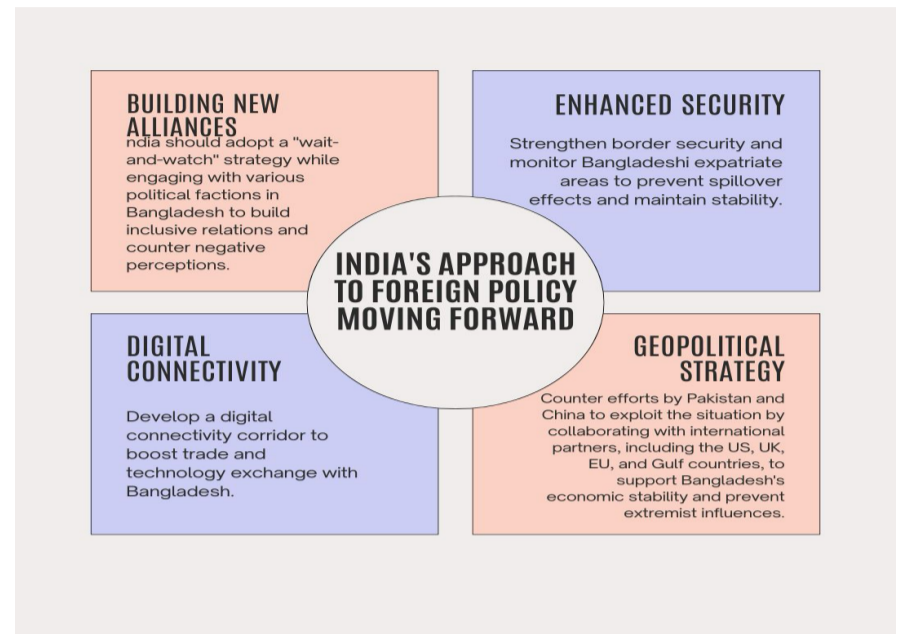 BUILDING NEW
ALLIANCES
ndia should adopt a "wait-
and-watch" strategy while
engaging with various
political factions in
Bangladesh to build
inclusive relations and
counter negative
perceptions.
ENHANCED SECURITY
Strengthen border security and
monitor Bangladeshi expatriate
areas to prevent spillover
effects and maintain stability.
INDIA'S APPROACH
TO FOREIGN POLICY
MOVING FORWARD
DIGITAL
CONNECTIVITY
Develop a digital
connectivity corridor to
boost trade and
technology exchange with
Bangladesh.
GEOPOLITICAL
STRATEGY
Counter efforts by Pakistan and
China to exploit the situation by
collaborating with international
partners, including the US, UK,
EU, and Gulf countries, to
support Bangladesh's
economic stability and prevent
extremist influences.